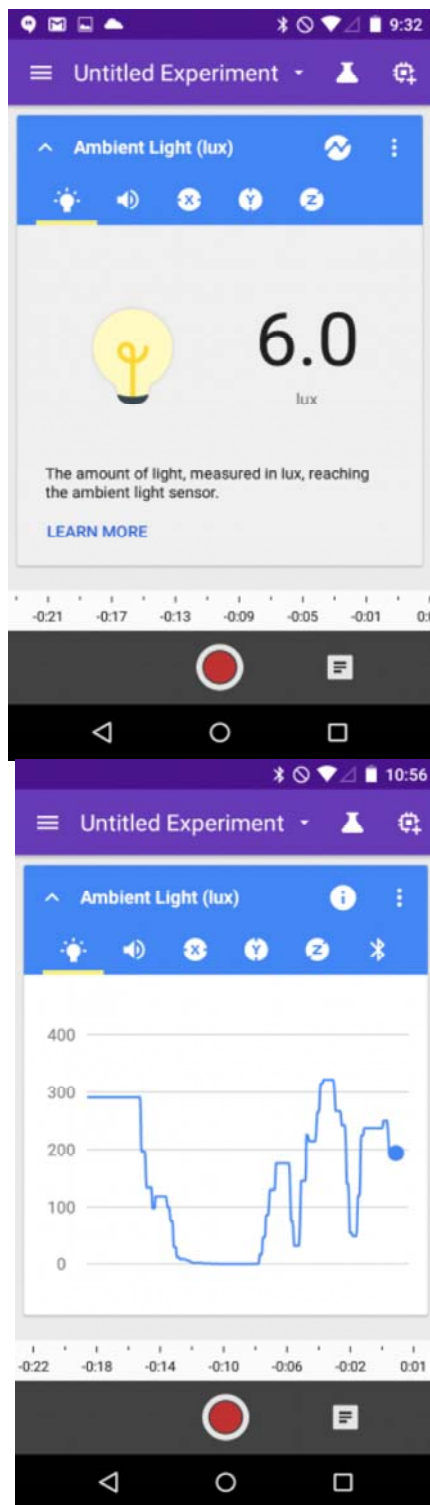 9:32
Untitled Experiment
Ambient Light (lux)
X Y Z
6.0
lux
The amount of light, measured in lux, reaching
the ambient light sensor.
LEARN MORE
-0:21 -0:17 -0:13 -0:09 -0:05 -0:01
10:56
Untitled Experiment
Ambient Light (lux)
X Y Z
400
300
200
100
0
-0:22 -0:18 -0:14 -0:10 -0:06 -0:02 0:01